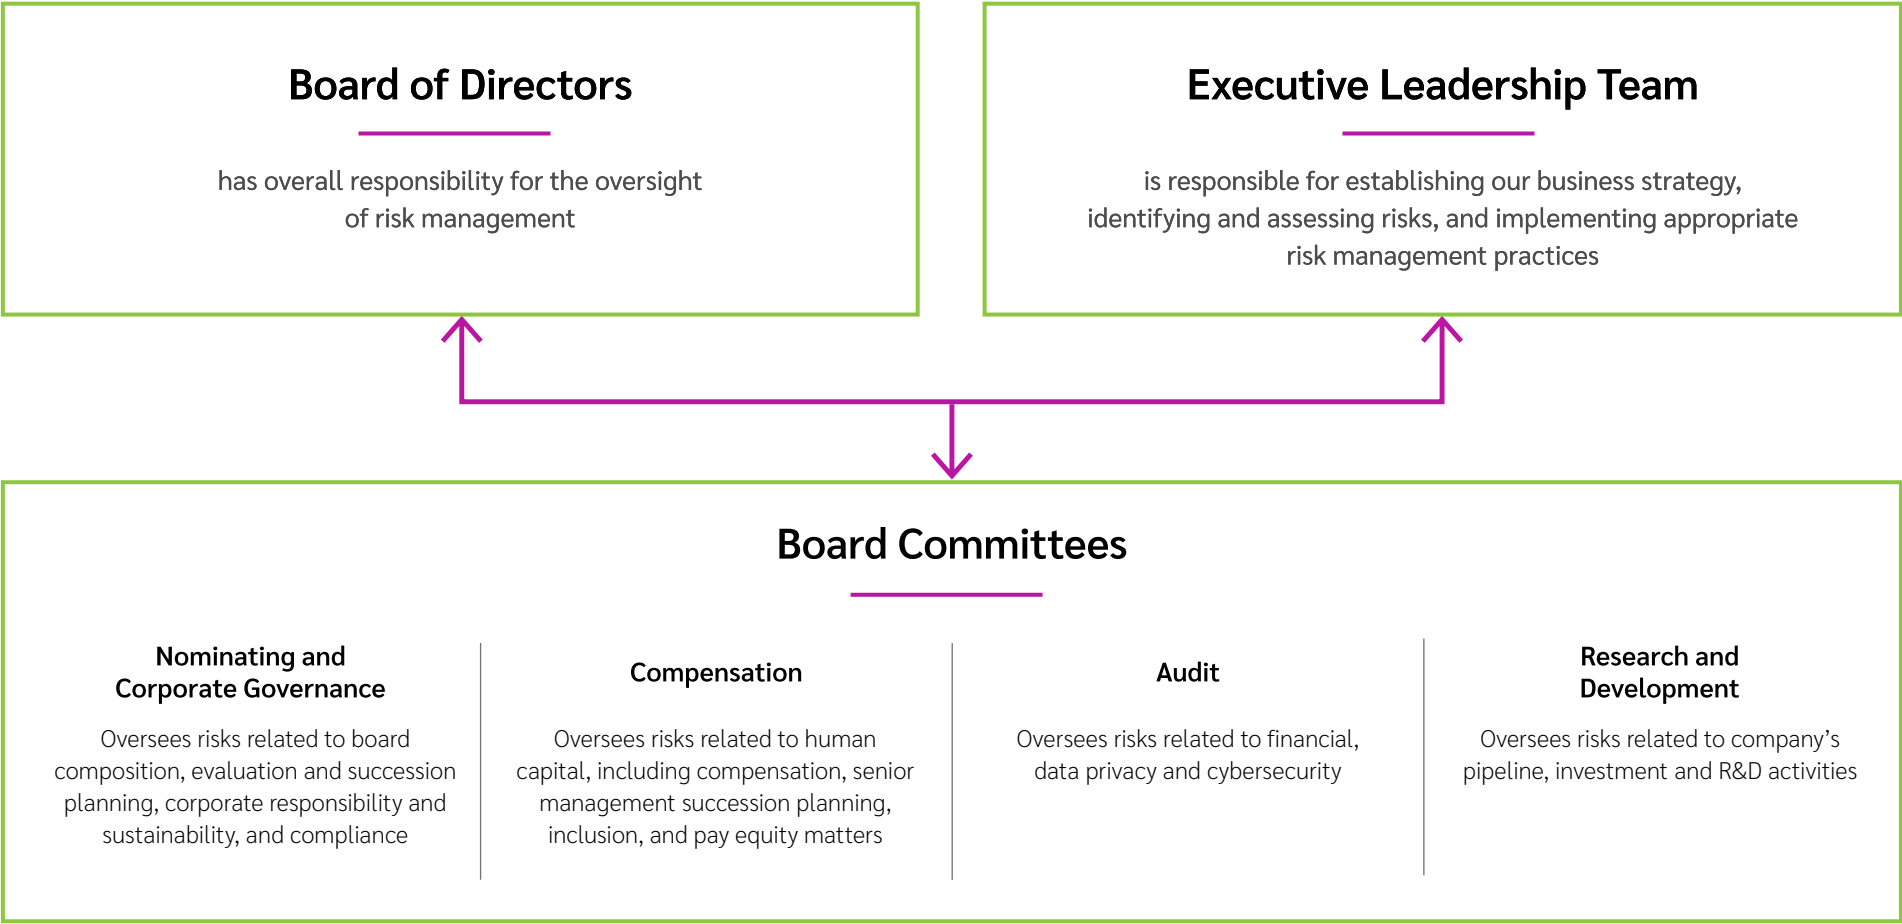 Board of Directors
has overall responsibility for the oversight
of risk management
Executive Leadership Team
is responsible for establishing our business strategy,
identifying and assessing risks, and implementing appropriate
risk management practices
Board Committees
Nominating and
Corporate Governance
Oversees risks related to board
composition, evaluation and succession
planning, corporate responsibility and
sustainability, and compliance
Compensation
Oversees risks related to human
capital, including compensation, senior
management succession planning,
inclusion, and pay equity matters
Audit
Oversees risks related to financial,
data privacy and cybersecurity
Research and
Development
Oversees risks related to company’s
pipeline, investment and R&D activities